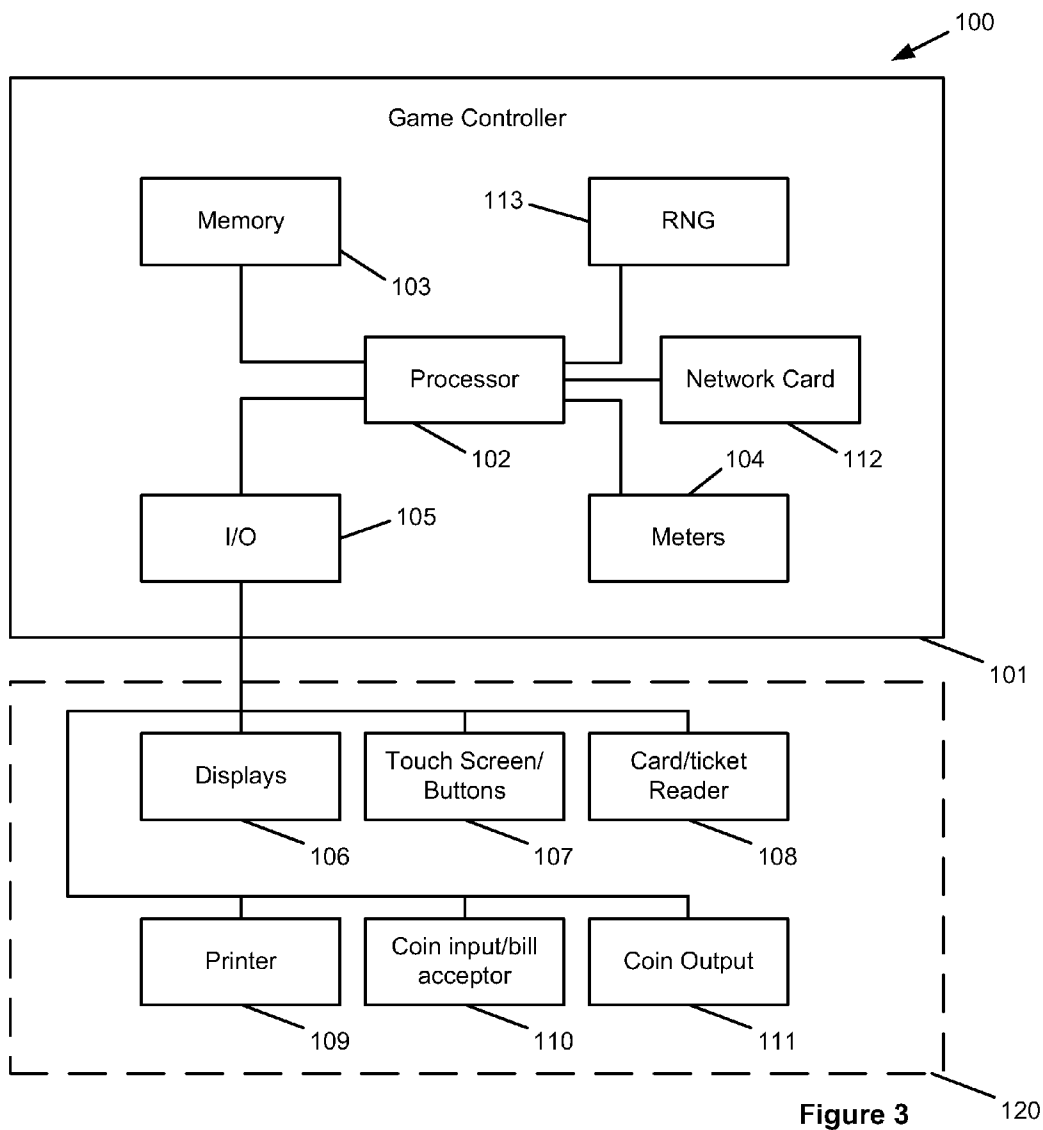 100
Game Controller
Memory
113
RNG
103
Processor
Network Card
102
104
112
I/O
105
Meters
101
Displays
Touch Screen/
Buttons
Card/ticket
Reader
106
107
108
Printer
Coin input/bill
acceptor
Coin Output
109
110
111
120
Figure 3